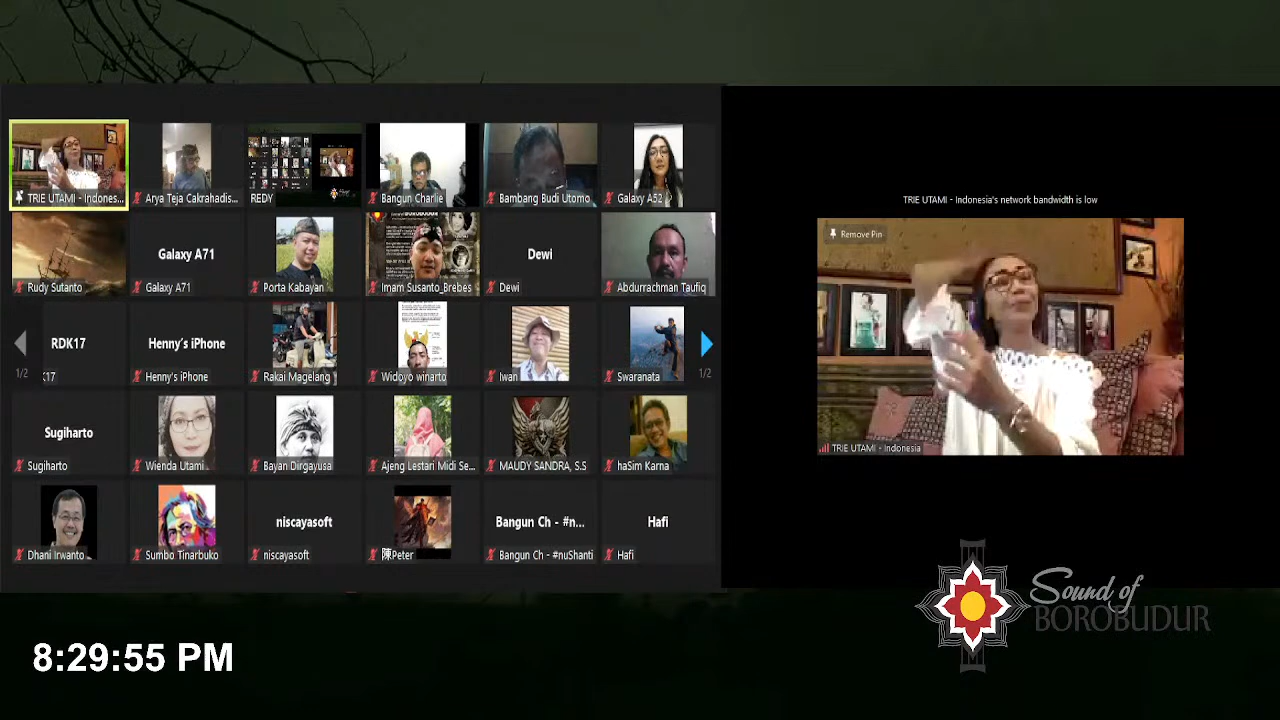 TRIE UTAMI - Indones...
Arya Teja Cakrahadis...
REDY
Bangun Charlie
Bambang Budi Utomo
Galaxy A52
Rudy Sutanto
Galaxy A71
Galaxy A71
Porta Kabayan
BOROBUDUR
Imam Susanto_Brebes
Dewi
Dewi
Abdurrachman Taufiq
RDK17
K17
Henny's iPhone
Henny's iPhone
Rakai Magelang
Widoyo winarto
Iwan
Swaranata
1/2
1/2
Sugiharto
Sugiharto
Wienda Utami
Bayan Dirgayusa
Ajeng Lestari Midi Se...
MAUDY SANDRA, S.S
haSim Karna
Dhani Irwanto
Sumbo Tinarbuko
niscayasoft
niscayasoft
陳Peter
Bangun Ch - #n...
Bangun Ch - #nuShanti
Hafi
Hafi
TRIE UTAMI - Indonesia's network bandwidth is low
Remove Pin
TRIE UTAMI - Indonesia
Sound of
BOROBUDUR
8:29:55 PM